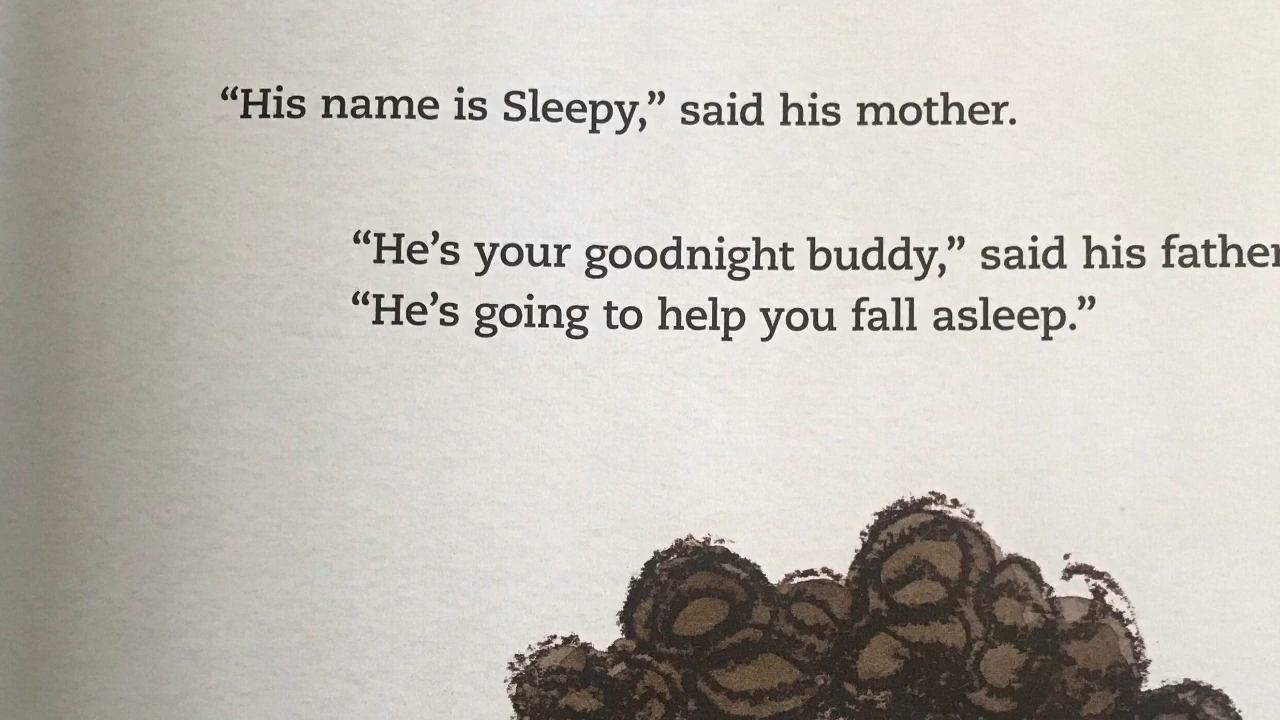 “His name is Sleepy,” said his mother.
“He’s your goodnight buddy,” said his father
“He’s going to help you fall asleep.”